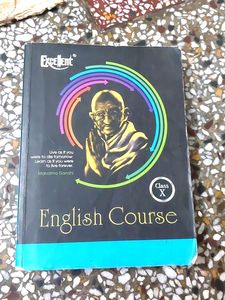 Excellent
Live as if you
were to die tomorrow.
Learn as if you were
to live forever.
Mahatma Gandhi
Class
X
English Course